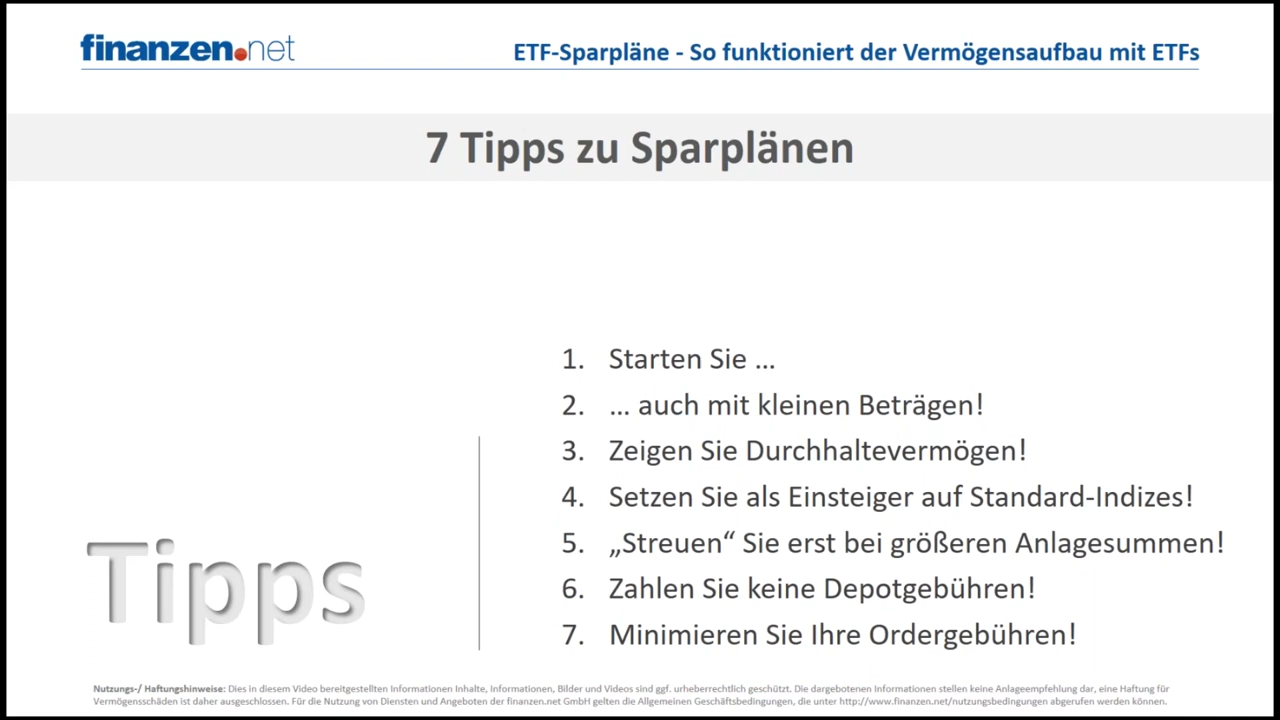 finanzen.net
ETF-Sparpläne - So funktioniert der Vermögensaufbau mit ETFs
7 Tipps zu Sparplänen
1. Starten Sie ...
2. ... auch mit kleinen Beträgen!
3. Zeigen Sie Durchhaltevermögen!
4. Setzen Sie als Einsteiger auf Standard-Indizes!
5. „Streuen“ Sie erst bei größeren Anlagesummen!
6. Zahlen Sie keine Depotgebühren!
7. Minimieren Sie Ihre Ordergebühren!
Tipps
Nutzungs-/ Haftungshinweise: Dies in diesem Video bereitgestellten Informationen Inhalte, Informationen, Bilder und Videos sind ggf. urheberrechtlich geschützt. Die dargebotenen Informationen stellen keine Anlageempfehlung dar, eine Haftung für
Vermögensschäden ist daher ausgeschlossen. Für die Nutzung von Diensten und Angeboten der finanzen.net GmbH gelten die Allgemeinen Geschäftsbedingungen, die unter http://www.finanzen.net/nutzungsbedingungen abgerufen werden können.